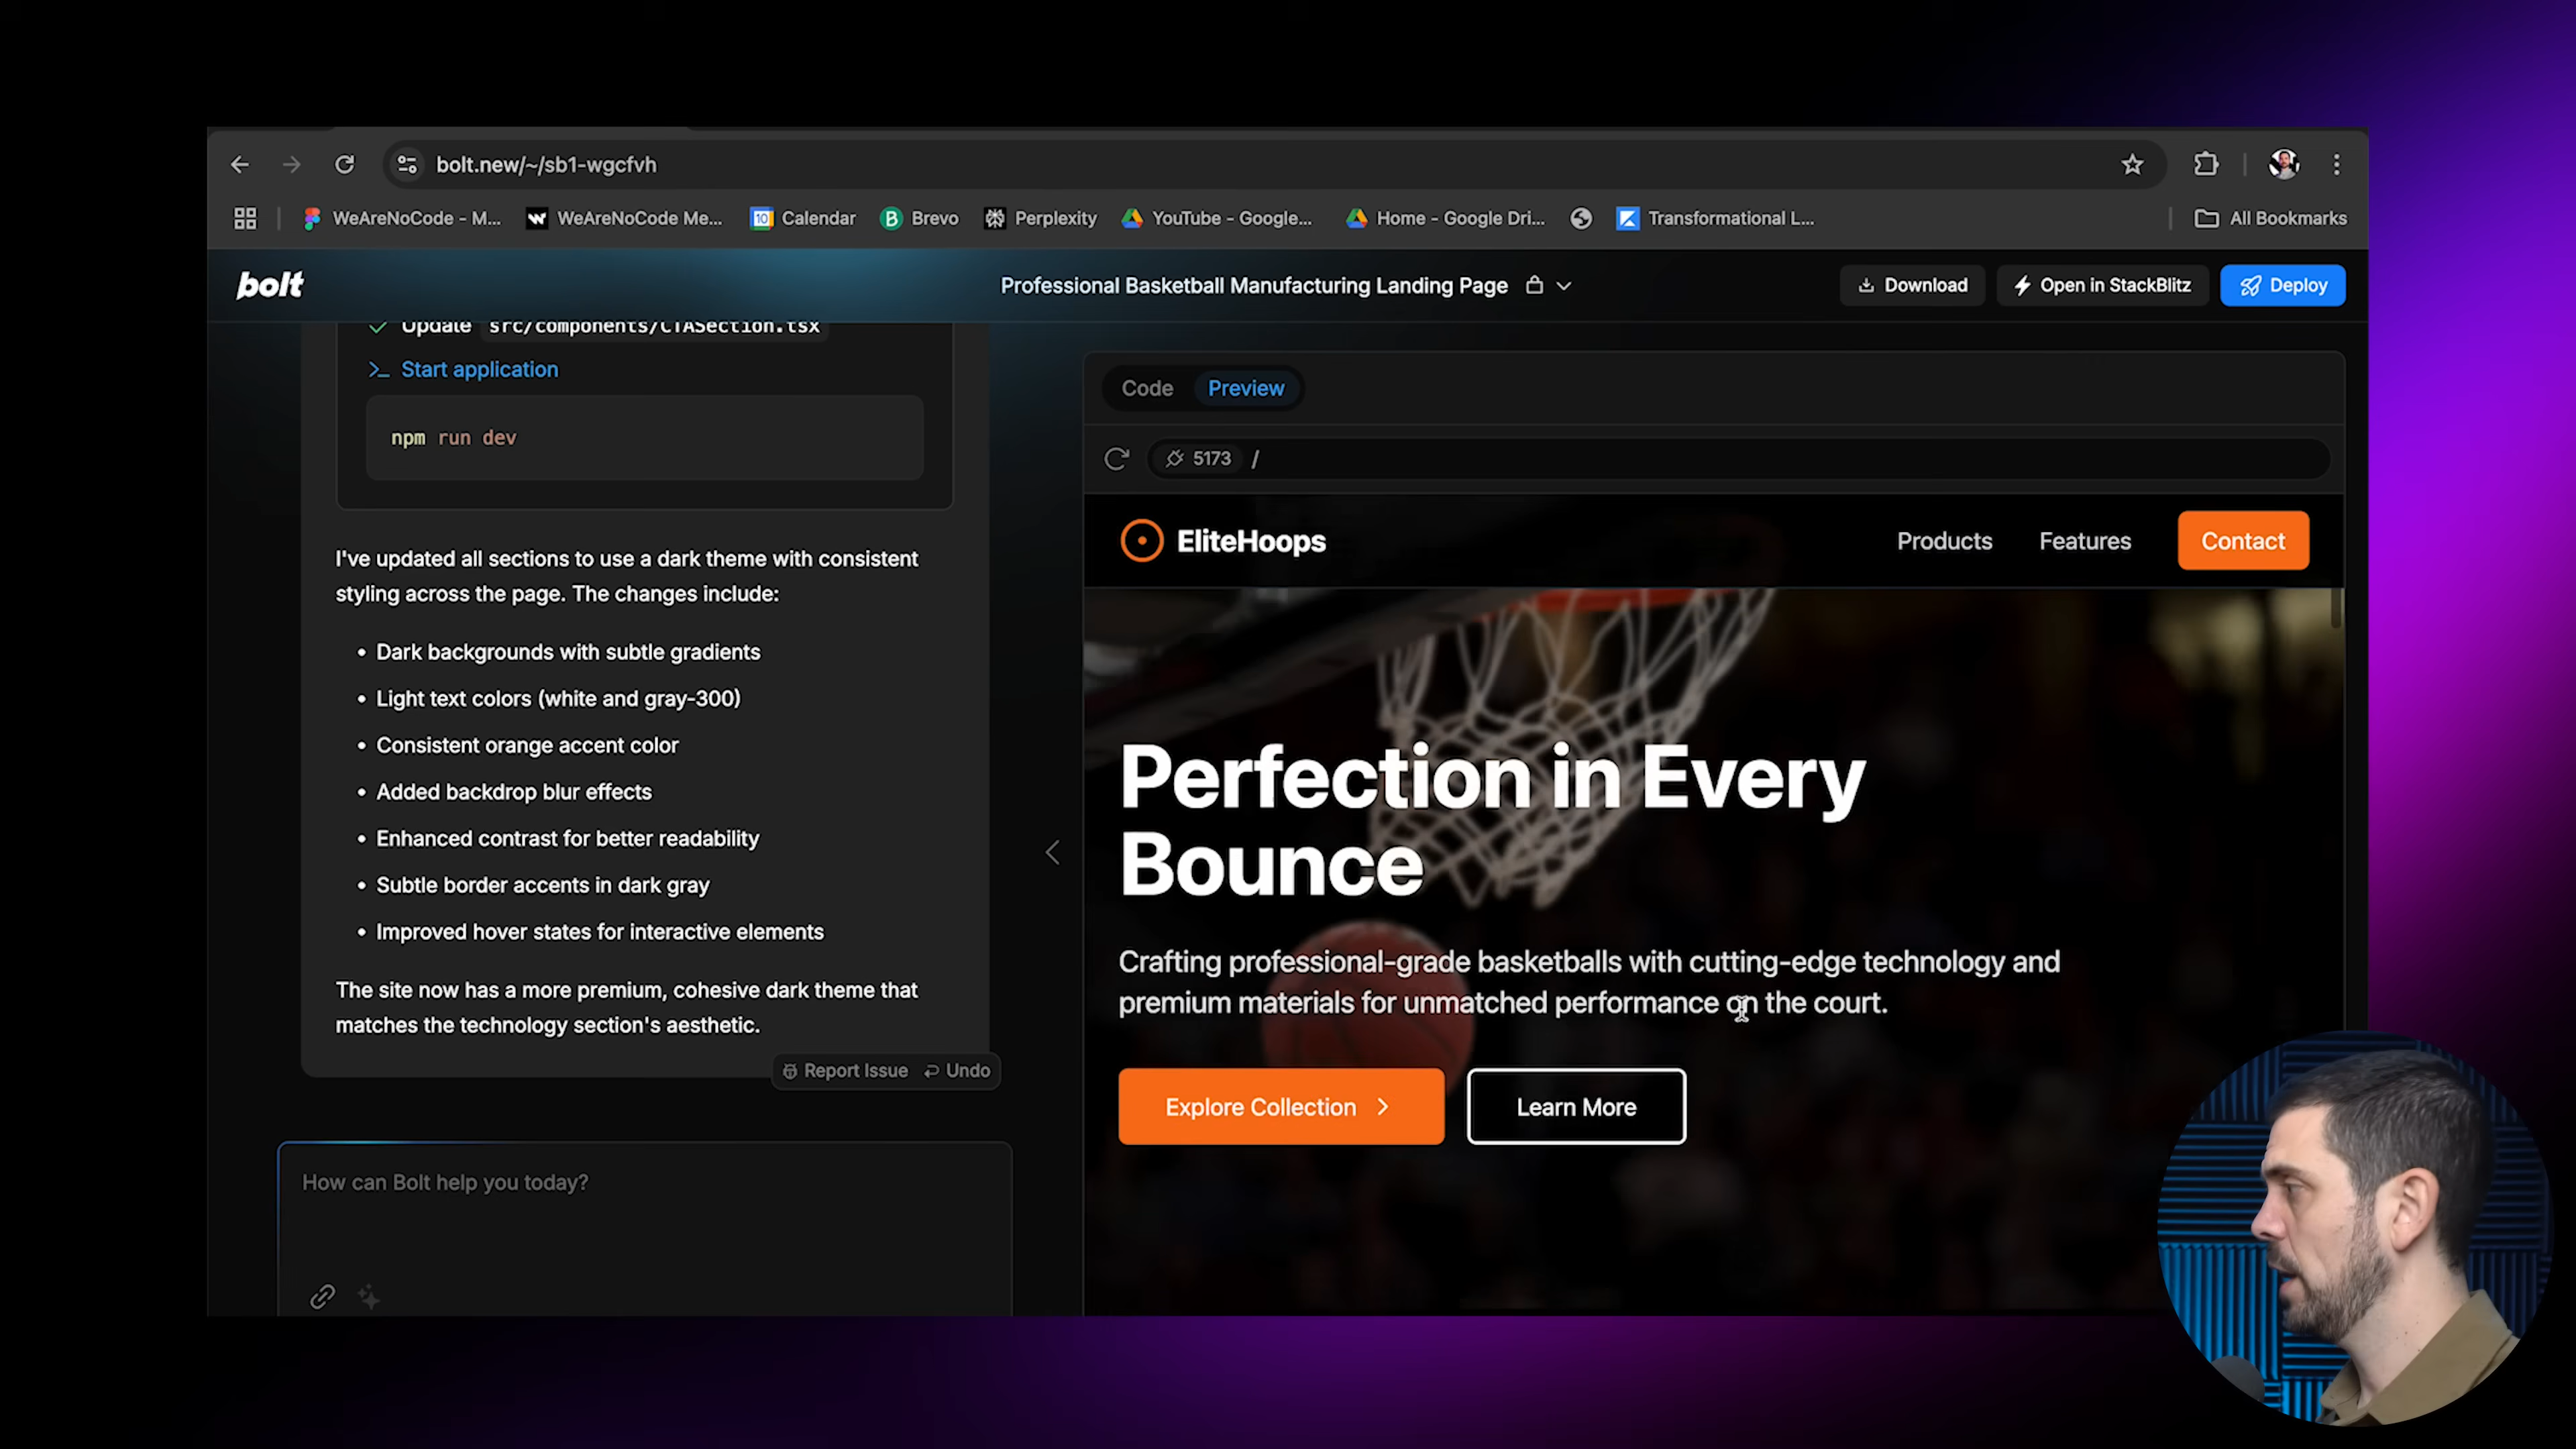 bolt.new/~/sb1-wgcfvh
WeAreNoCode - M...
WeAreNoCode Me...
10
Calendar
B
Brevo
Perplexity
YouTube - Google...
Home - Google Dri...
Transformational L...
All Bookmarks
bolt
Professional Basketball Manufacturing Landing Page
Download
Open in StackBlitz
Deploy
Update src/components/CTASection.tsx
>_ Start application
npm run dev
I've updated all sections to use a dark theme with consistent
styling across the page. The changes include:
• Dark backgrounds with subtle gradients
• Light text colors (white and gray-300)
• Consistent orange accent color
• Added backdrop blur effects
• Enhanced contrast for better readability
• Subtle border accents in dark gray
• Improved hover states for interactive elements
The site now has a more premium, cohesive dark theme that
matches the technology section's aesthetic.
Report Issue
Undo
How can Bolt help you today?
Code
Preview
5173 /
EliteHoops
Products
Features
Contact
Perfection in Every
Bounce
Crafting professional-grade basketballs with cutting-edge technology and
premium materials for unmatched performance on the court.
Explore Collection
Learn More